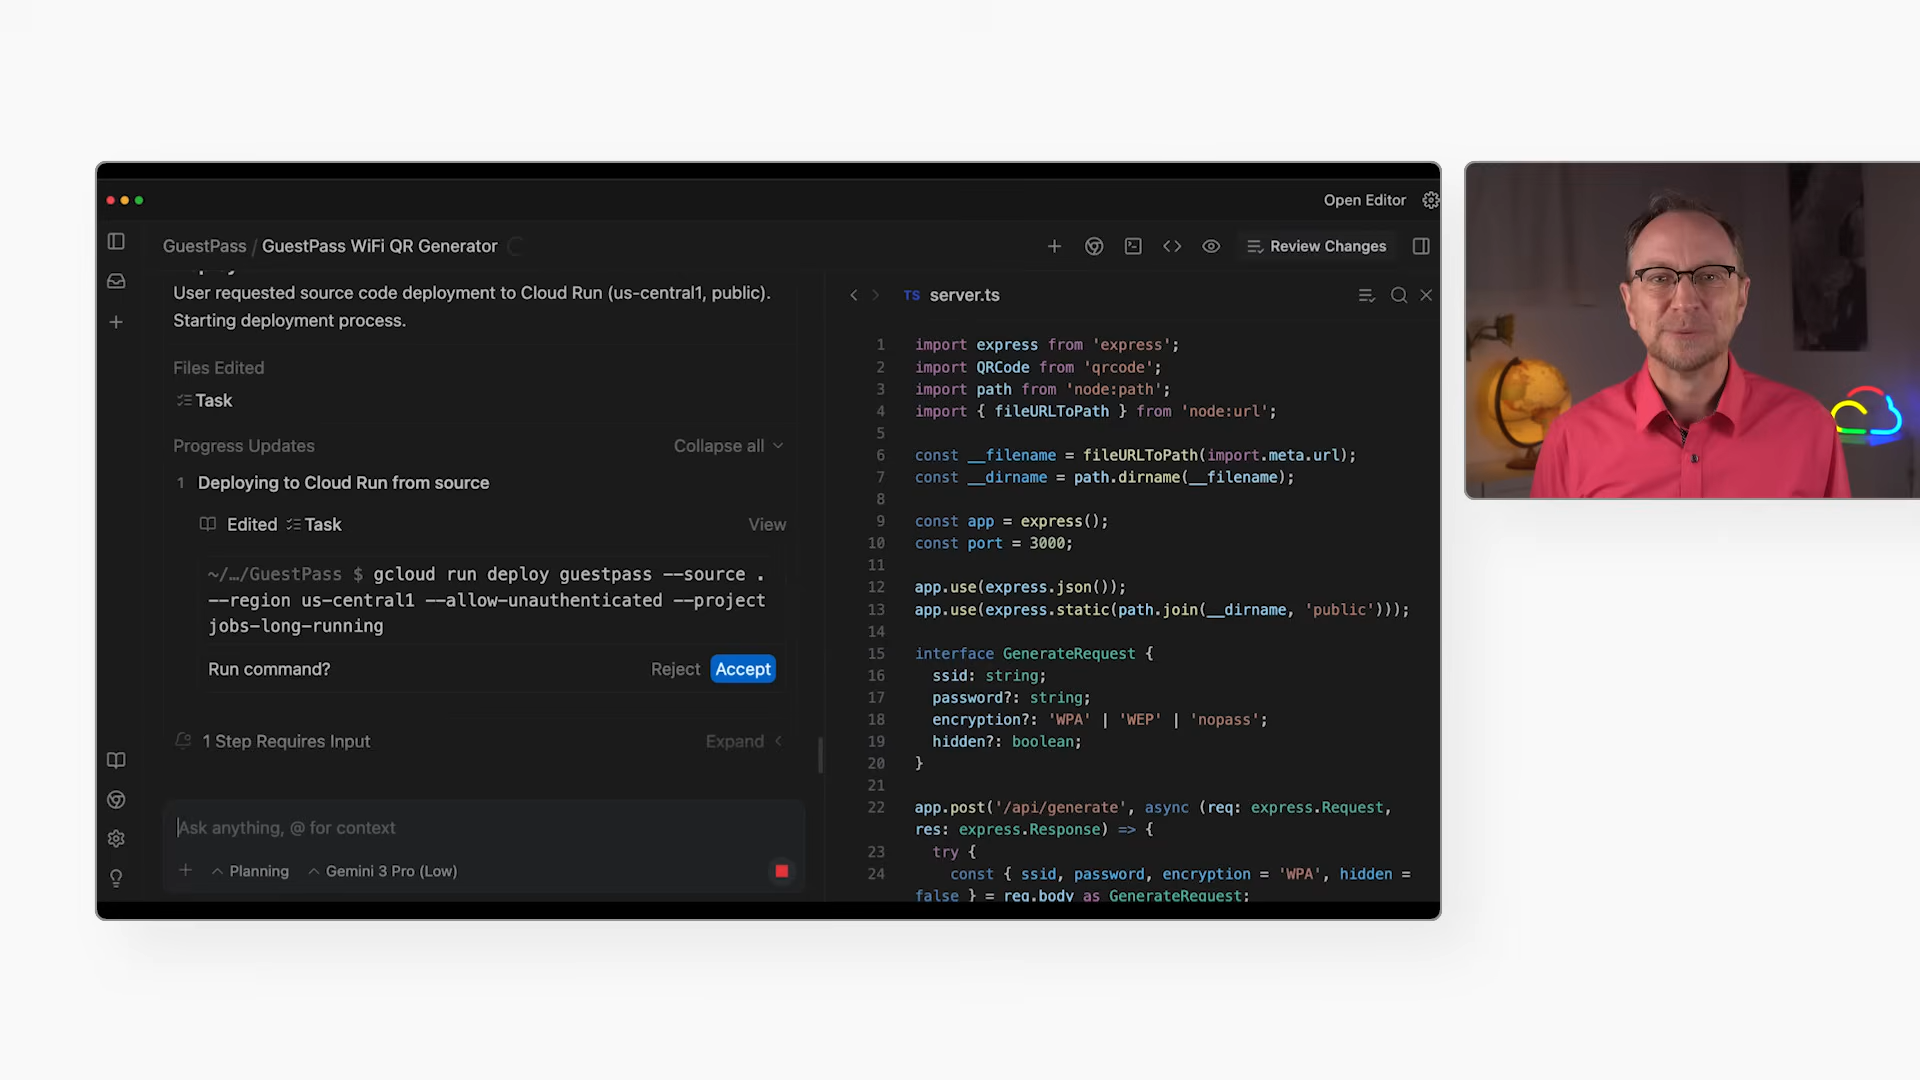 Open Editor
GuestPass / GuestPass WiFi QR Generator
Review Changes
User requested source code deployment to Cloud Run (us-central1, public).
Starting deployment process.
Files Edited
Task
Progress Updates
Collapse all
1 Deploying to Cloud Run from source
Edited Task
View
~/…/GuestPass $ gcloud run deploy guestpass --source .
--region us-central1 --allow-unauthenticated --project
jobs-long-running
Run command?
Reject
Accept
1 Step Requires Input
Expand
Ask anything, @ for context
Planning
Gemini 3 Pro (Low)
TS server.ts
1 import express from 'express';
2 import QRCode from 'qrcode';
3 import path from 'node:path';
4 import { fileURLToPath } from 'node:url';
5
6 const __filename = fileURLToPath(import.meta.url);
7 const __dirname = path.dirname(__filename);
8
9 const app = express();
10 const port = 3000;
11
12 app.use(express.json());
13 app.use(express.static(path.join(__dirname, 'public')));
14
15 interface GenerateRequest {
16 ssid: string;
17 password?: string;
18 encryption?: 'WPA' | 'WEP' | 'nopass';
19 hidden?: boolean;
20 }
21
22 app.post('/api/generate', async (req: express.Request,
res: express.Response) => {
23 try {
24 const { ssid, password, encryption = 'WPA', hidden =
false } = req.body as GenerateRequest;